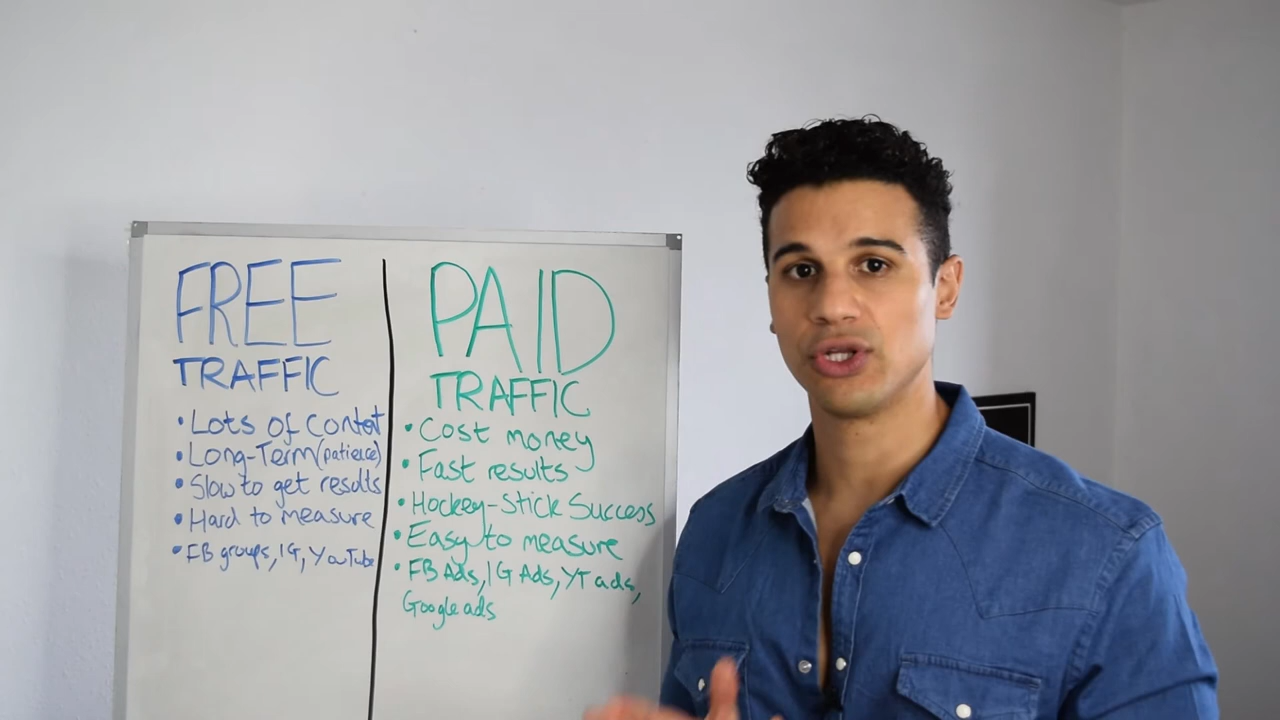 FREE
TRAFFIC
• Lots of content
• Long-Term (patience)
• Slow to get results
• Hard to measure
• FB groups, IG, YouTube
PAID
TRAFFIC
• Cost money
• Fast results
• Hockey-Stick Success
• Easy to measure
• FB Ads, IG Ads, YT ads,
Google ads